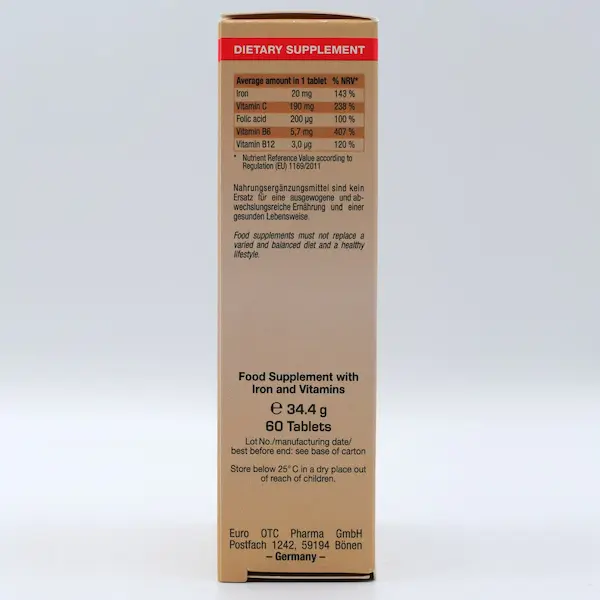 DIETARY SUPPLEMENT
Average amount in 1 tablet % NRV*
Iron 20 mg 143 %
Vitamin C 190 mg 238 %
Folic acid 200 µg 100 %
Vitamin B6 5,7 mg 407 %
Vitamin B12 3,0 µg 120 %
* Nutrient Reference Value according to
Regulation (EU) 1169/2011
Nahrungsergänzungsmittel sind kein
Ersatz für eine ausgewogene und ab-
wechslungsreiche Ernährung und einer
gesunden Lebensweise.
Food supplements must not replace a
varied and balanced diet and a healthy
lifestyle.
Food Supplement with
Iron and Vitamins
℮ 34.4 g
60 Tablets
Lot No./manufacturing date/
best before end: see base of carton
Store below 25°C in a dry place out
of reach of children.
Euro OTC Pharma GmbH
Postfach 1242, 59194 Bönen
– Germany –